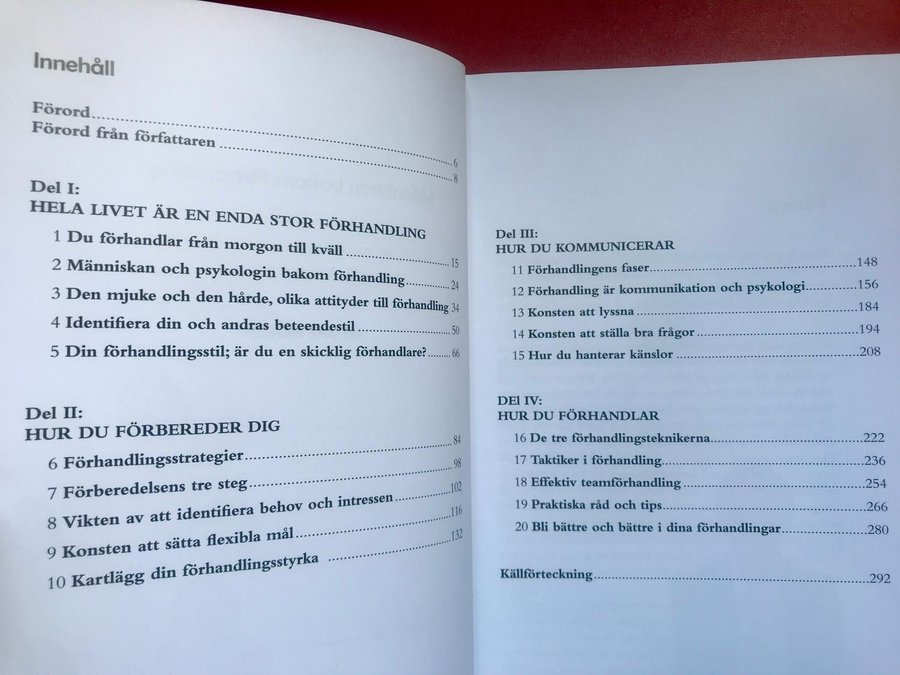 Innehåll
Förord 6
Förord från författaren 8
Del I:
HELA LIVET ÄR EN ENDA STOR FÖRHANDLING
1 Du förhandlar från morgon till kväll 15
2 Människan och psykologin bakom förhandling 24
3 Den mjuke och den hårde, olika attityder till förhandling 34
4 Identifiera din och andras beteendestil 50
5 Din förhandlingsstil; är du en skicklig förhandlare? 66
Del II:
HUR DU FÖRBEREDER DIG
6 Förhandlingsstrategier 84
7 Förberedelsens tre steg 98
8 Vikten av att identifiera behov och intressen 102
9 Konsten att sätta flexibla mål 116
10 Kartlägg din förhandlingsstyrka 132
Del III:
HUR DU KOMMUNICERAR
11 Förhandlingens faser 148
12 Förhandling är kommunikation och psykologi 156
13 Konsten att lyssna 184
14 Konsten att ställa bra frågor 194
15 Hur du hanterar känslor 208
Del IV:
HUR DU FÖRHANDLAR
16 De tre förhandlingsteknikerna 222
17 Taktiker i förhandling 236
18 Effektiv teamförhandling 254
19 Praktiska råd och tips 266
20 Bli bättre och bättre i dina förhandlingar 280
Källförteckning 292